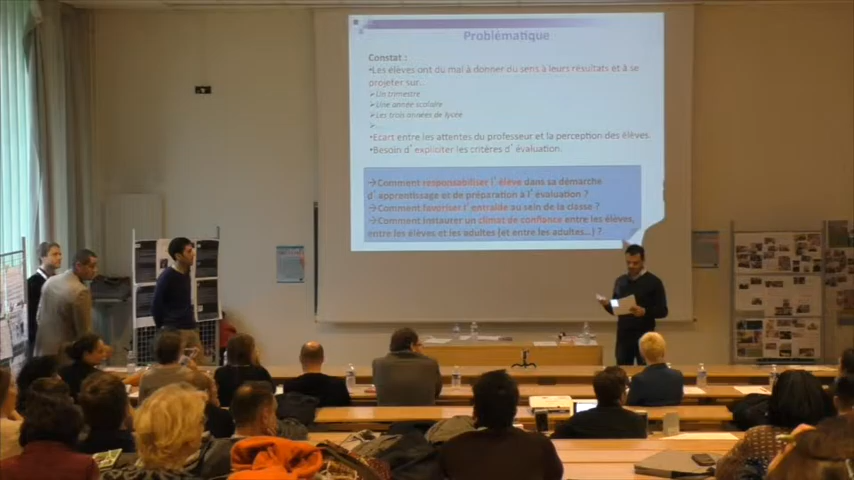 Problématique
Constat :
•Les élèves ont du mal à donner du sens à leurs résultats et à se
projeter sur…
➢Un trimestre
➢Une année scolaire
➢Les trois années de lycée
➢…
•Ecart entre les attentes du professeur et la perception des élèves.
•Besoin d'expliciter les critères d'évaluation.
→Comment responsabiliser l'élève dans sa démarche
d'apprentissage et de préparation à l'évaluation ?
→Comment favoriser l'entraide au sein de la classe ?
→Comment instaurer un climat de confiance entre les élèves,
entre les élèves et les adultes (et entre les adultes…) ?